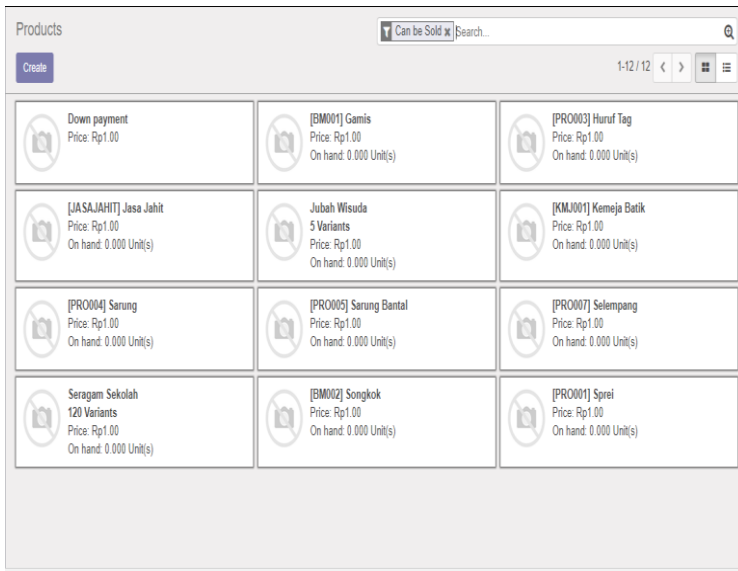 Products
Can be Sold x Search...
Create
1-12 / 12
Down payment
Price: Rp1.00
[BM001] Gamis
Price: Rp1.00
On hand: 0.000 Unit(s)
[PRO003] Huruf Tag
Price: Rp1.00
On hand: 0.000 Unit(s)
[JASAJAHIT] Jasa Jahit
Price: Rp1.00
On hand: 0.000 Unit(s)
Jubah Wisuda
5 Variants
Price: Rp1.00
On hand: 0.000 Unit(s)
[KMJ001] Kemeja Batik
Price: Rp1.00
On hand: 0.000 Unit(s)
[PRO004] Sarung
Price: Rp1.00
On hand: 0.000 Unit(s)
[PRO005] Sarung Bantal
Price: Rp1.00
On hand: 0.000 Unit(s)
[PRO007] Selempang
Price: Rp1.00
On hand: 0.000 Unit(s)
Seragam Sekolah
120 Variants
Price: Rp1.00
On hand: 0.000 Unit(s)
[BM002] Songkok
Price: Rp1.00
On hand: 0.000 Unit(s)
[PRO001] Sprei
Price: Rp1.00
On hand: 0.000 Unit(s)